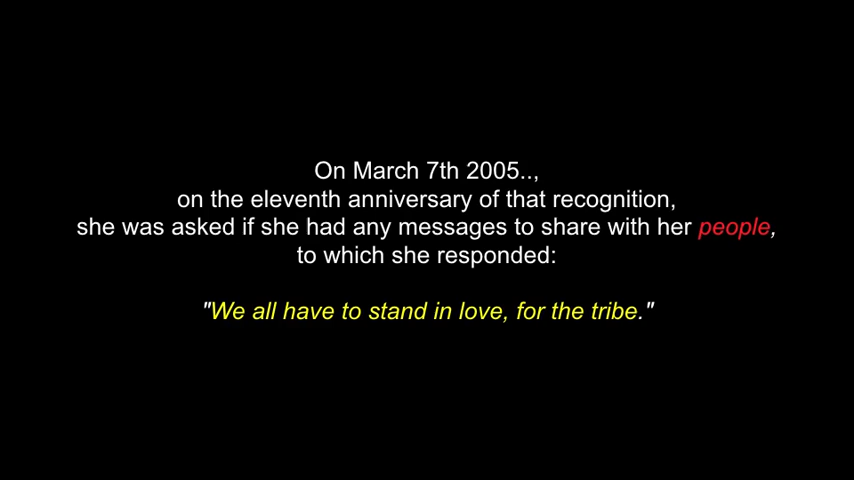 On March 7th 2005..,
on the eleventh anniversary of that recognition,
she was asked if she had any messages to share with her people,
to which she responded:
"We all have to stand in love, for the tribe."